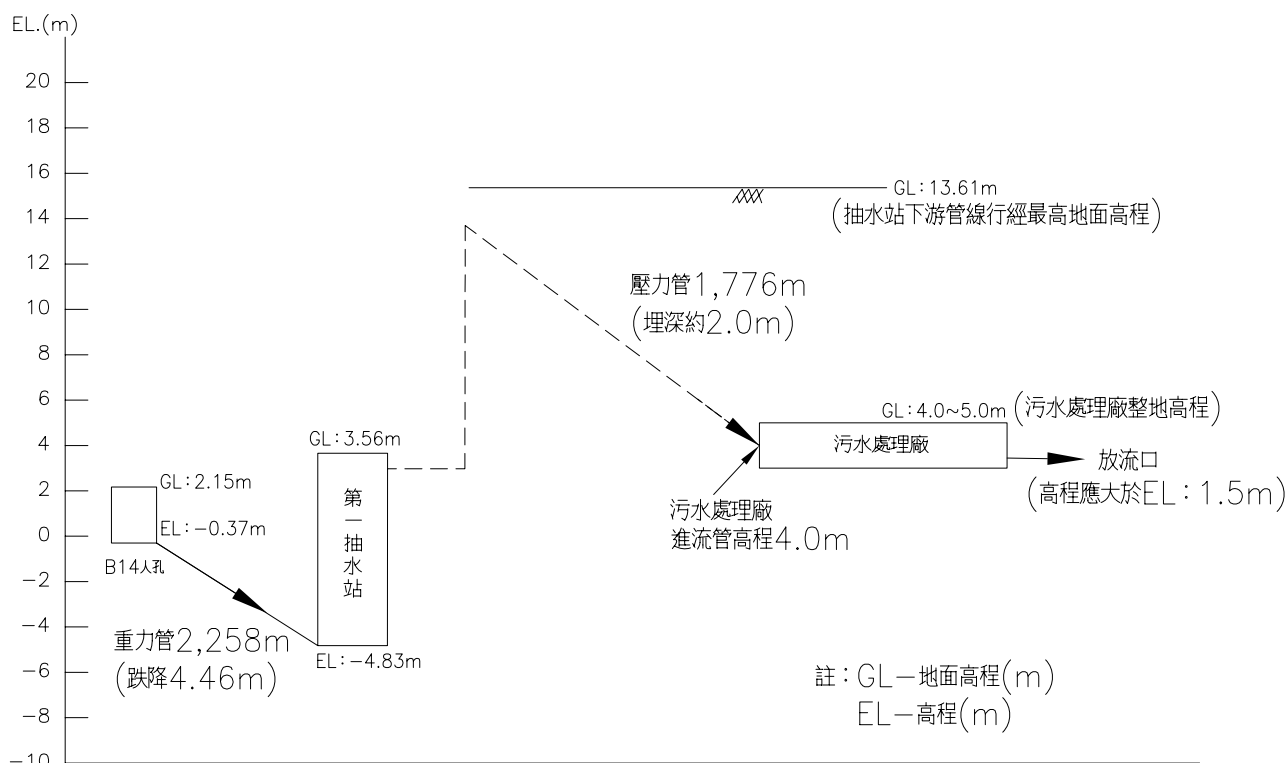 EL.(m)
20
18
16
14
12
10
8
6
4
2
0
-2
-4
-6
-8
-10
GL:2.15m
EL:-0.37m
B14人孔
重力管2,258m
(跌降4.46m)
GL:3.56m
第一抽水站
EL:-4.83m
GL:13.61m
(抽水站下游管線行經最高地面高程)
壓力管1,776m
(埋深約2.0m)
GL:4.0~5.0m(污水處理廠整地高程)
污水處理廠
污水處理廠
進流管高程4.0m
放流口
(高程應大於EL:1.5m)
註:GL-地面高程(m)
EL-高程(m)